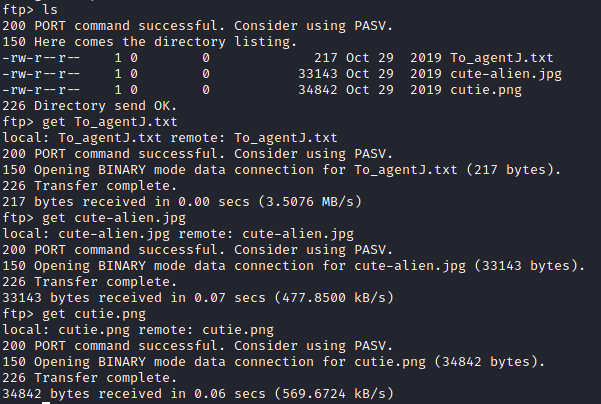 ftp> ls
200 PORT command successful. Consider using PASV.
150 Here comes the directory listing.
-rw-r--r--    1 0        0             217 Oct 29  2019 To_agentJ.txt
-rw-r--r--    1 0        0           33143 Oct 29  2019 cute-alien.jpg
-rw-r--r--    1 0        0           34842 Oct 29  2019 cutie.png
226 Directory send OK.
ftp> get To_agentJ.txt
local: To_agentJ.txt remote: To_agentJ.txt
200 PORT command successful. Consider using PASV.
150 Opening BINARY mode data connection for To_agentJ.txt (217 bytes).
226 Transfer complete.
217 bytes received in 0.00 secs (3.5076 MB/s)
ftp> get cute-alien.jpg
local: cute-alien.jpg remote: cute-alien.jpg
200 PORT command successful. Consider using PASV.
150 Opening BINARY mode data connection for cute-alien.jpg (33143 bytes).
226 Transfer complete.
33143 bytes received in 0.07 secs (477.8500 kB/s)
ftp> get cutie.png
local: cutie.png remote: cutie.png
200 PORT command successful. Consider using PASV.
150 Opening BINARY mode data connection for cutie.png (34842 bytes).
226 Transfer complete.
34842 bytes received in 0.06 secs (569.6724 kB/s)